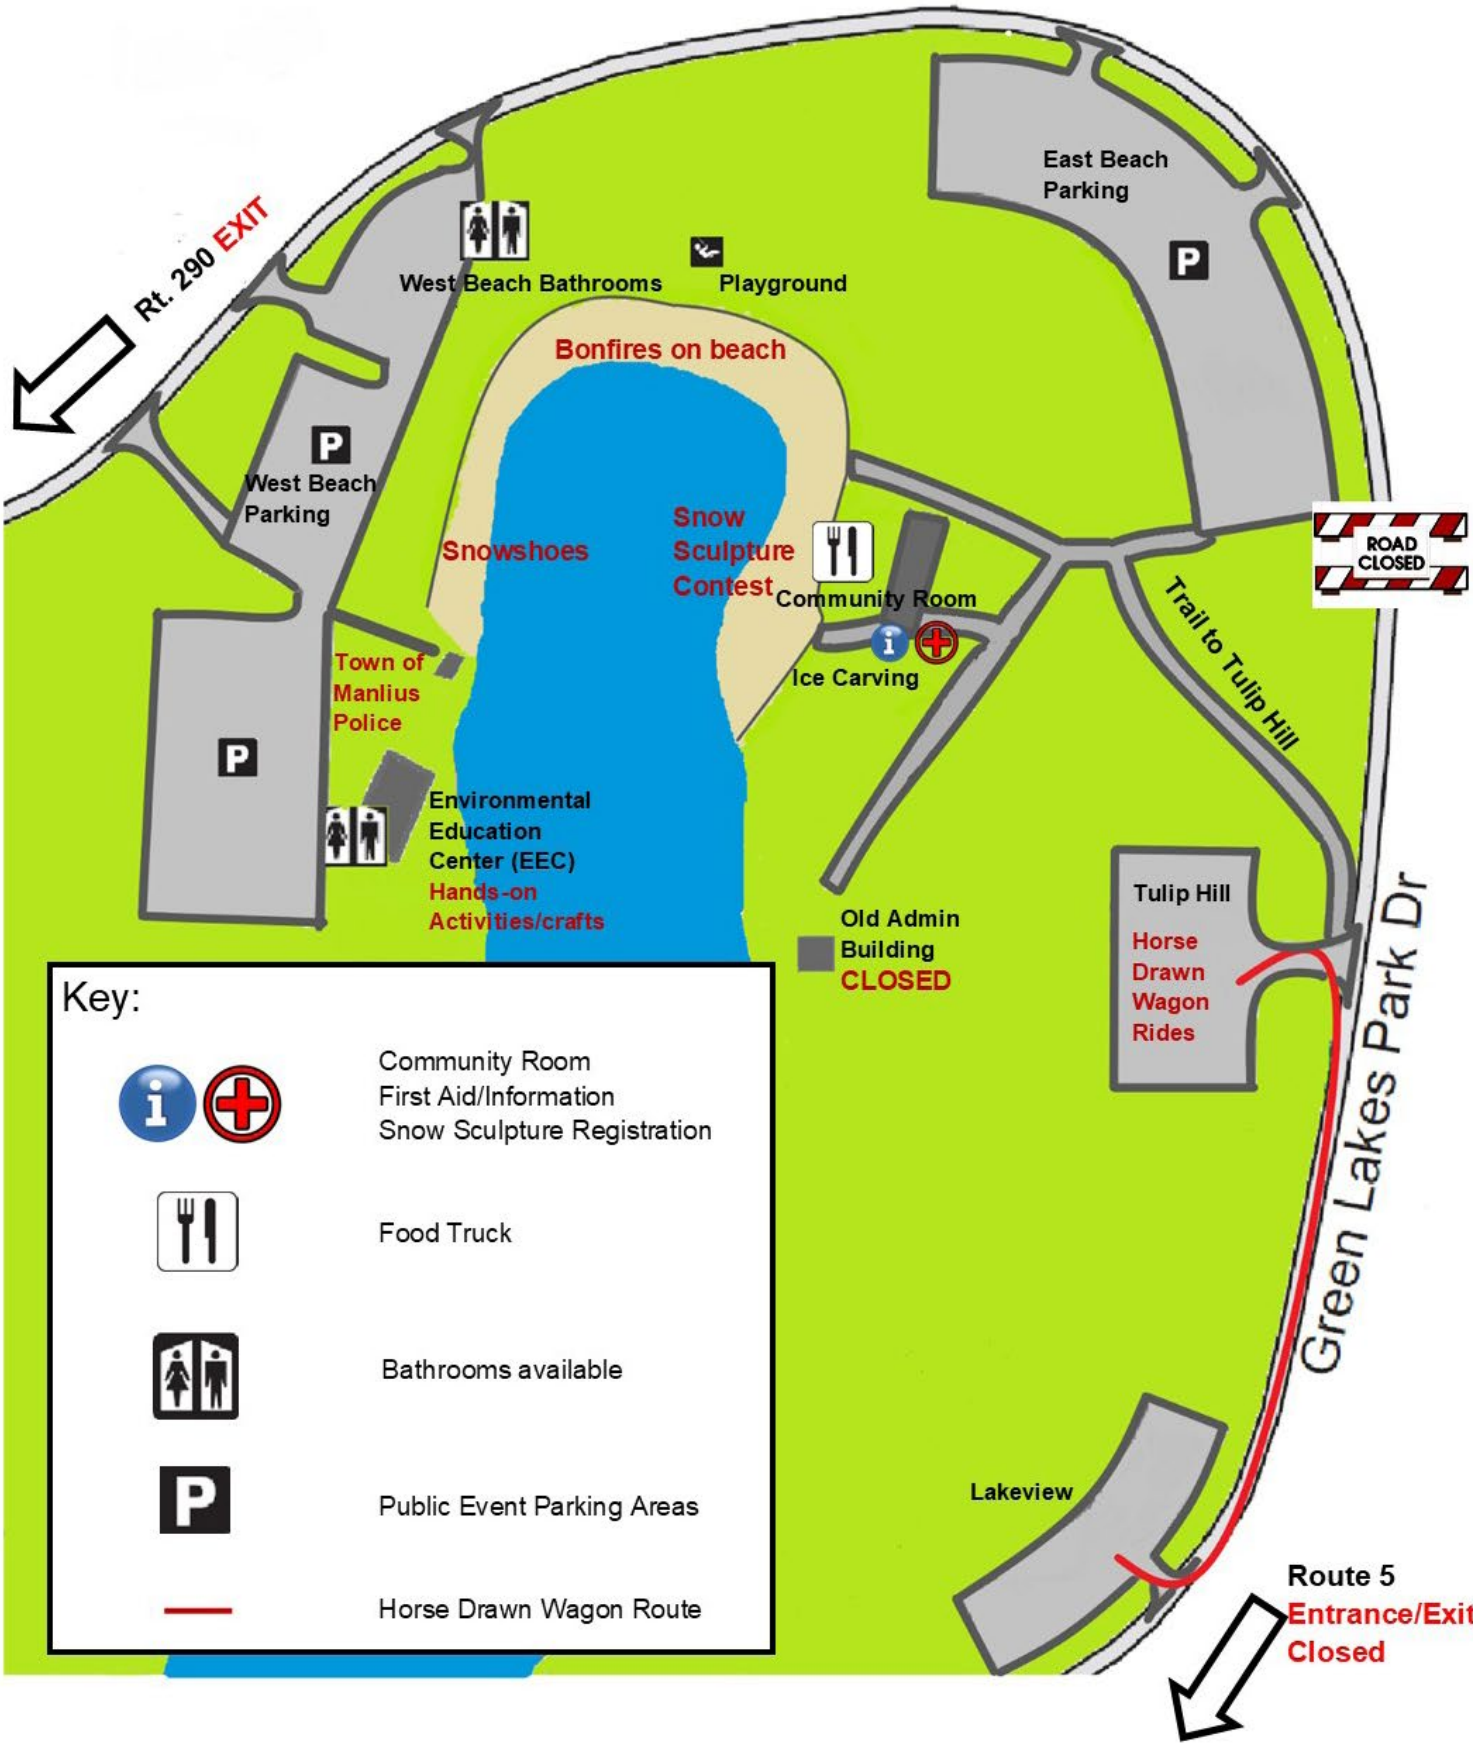 East Beach
Parking
P
Rt. 290 EXIT
West Beach Bathrooms
Playground
Bonfires on beach
P
West Beach
Parking
Snow
Sculpture
Contest
Snowshoes
ROAD
CLOSED
Community Room
i
Trail to Tulip Hill
Town of
Manlius
Police
Ice Carving
P
Environmental
Education
Center (EEC)
Hands-on
Activities/crafts
Old Admin
Building
CLOSED
Tulip Hill
Horse
Drawn
Wagon
Rides
Green Lakes Park Dr
Key:
i
Community Room
First Aid/Information
Snow Sculpture Registration
Food Truck
Bathrooms available
P
Public Event Parking Areas
Horse Drawn Wagon Route
Lakeview
Route 5
Entrance/Exit
Closed